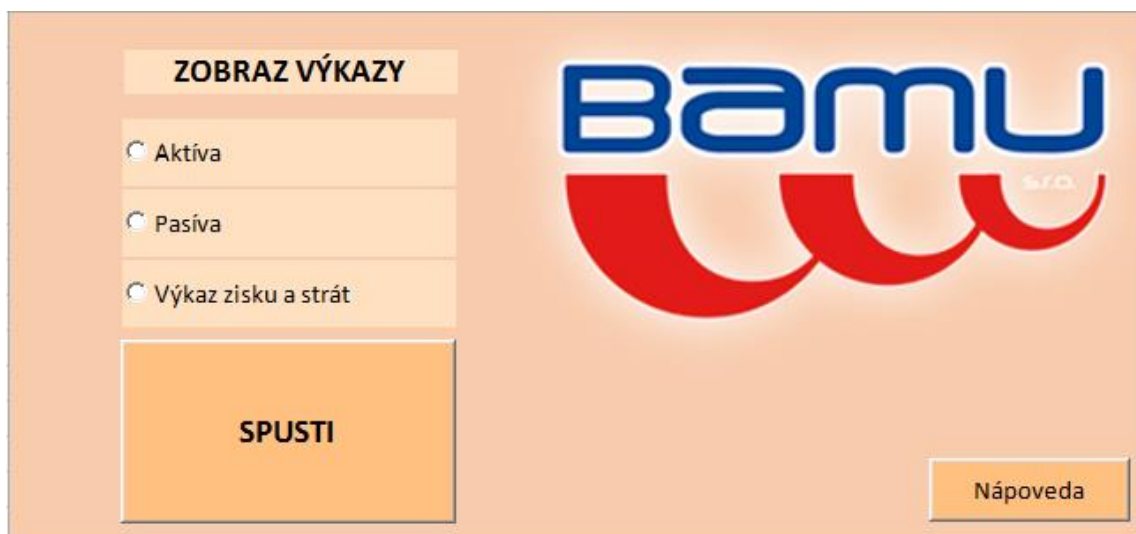 ZOBRAZ VÝKAZY
Aktíva
Pasíva
Výkaz zisku a strát
SPUSTI
Bamu
s.r.o.
Nápoveda